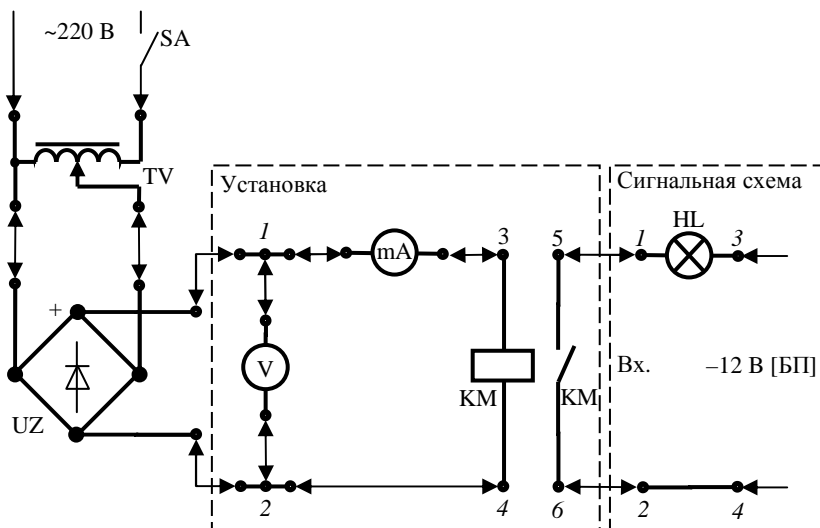 ~220 В
SA
TV
Установка
Сигнальная схема
HL
1
3
5
1
3
mA
+
V
KM
KM
Вх.
–12 В [БП]
UZ
2
4
6
2
4